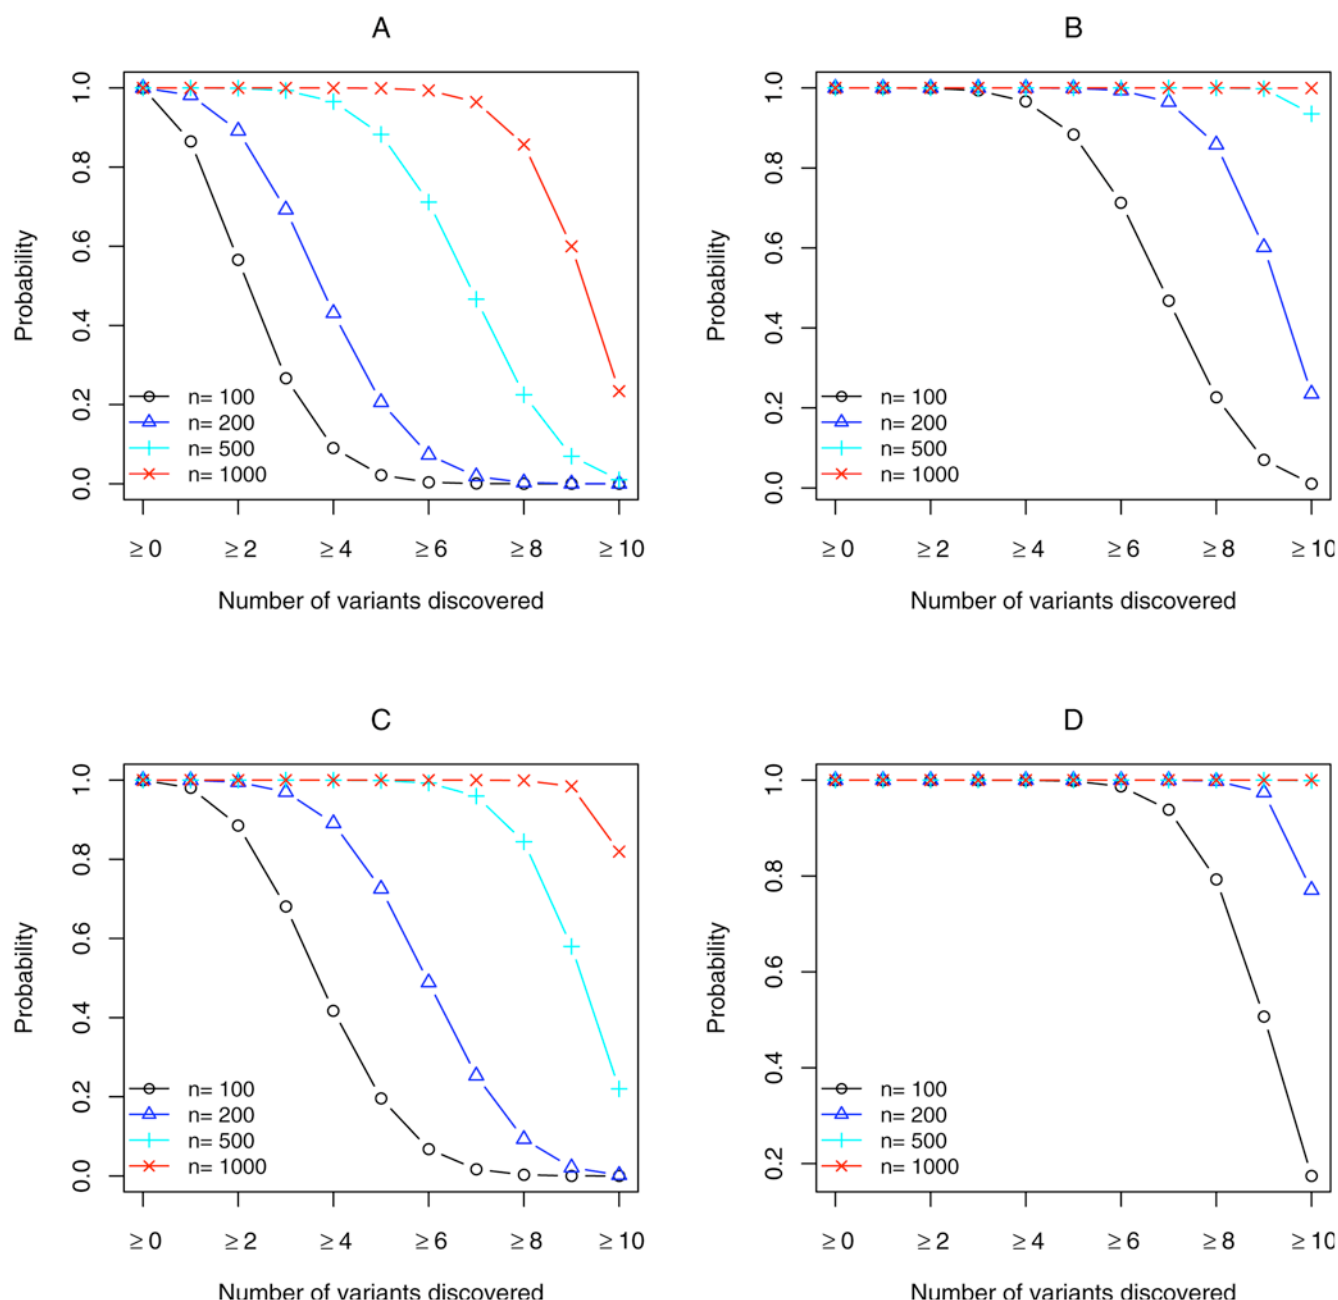 A
Probability
1.0
0.8
0.6
0.4
0.2
0.0
n= 100
n= 200
n= 500
n= 1000
≥ 0 ≥ 2 ≥ 4 ≥ 6 ≥ 8 ≥ 10
Number of variants discovered
B
Probability
1.0
0.8
0.6
0.4
0.2
0.0
n= 100
n= 200
n= 500
n= 1000
≥ 0 ≥ 2 ≥ 4 ≥ 6 ≥ 8 ≥ 10
Number of variants discovered
C
Probability
1.0
0.8
0.6
0.4
0.2
0.0
n= 100
n= 200
n= 500
n= 1000
≥ 0 ≥ 2 ≥ 4 ≥ 6 ≥ 8 ≥ 10
Number of variants discovered
D
Probability
1.0
0.8
0.6
0.4
0.2
n= 100
n= 200
n= 500
n= 1000
≥ 0 ≥ 2 ≥ 4 ≥ 6 ≥ 8 ≥ 10
Number of variants discovered